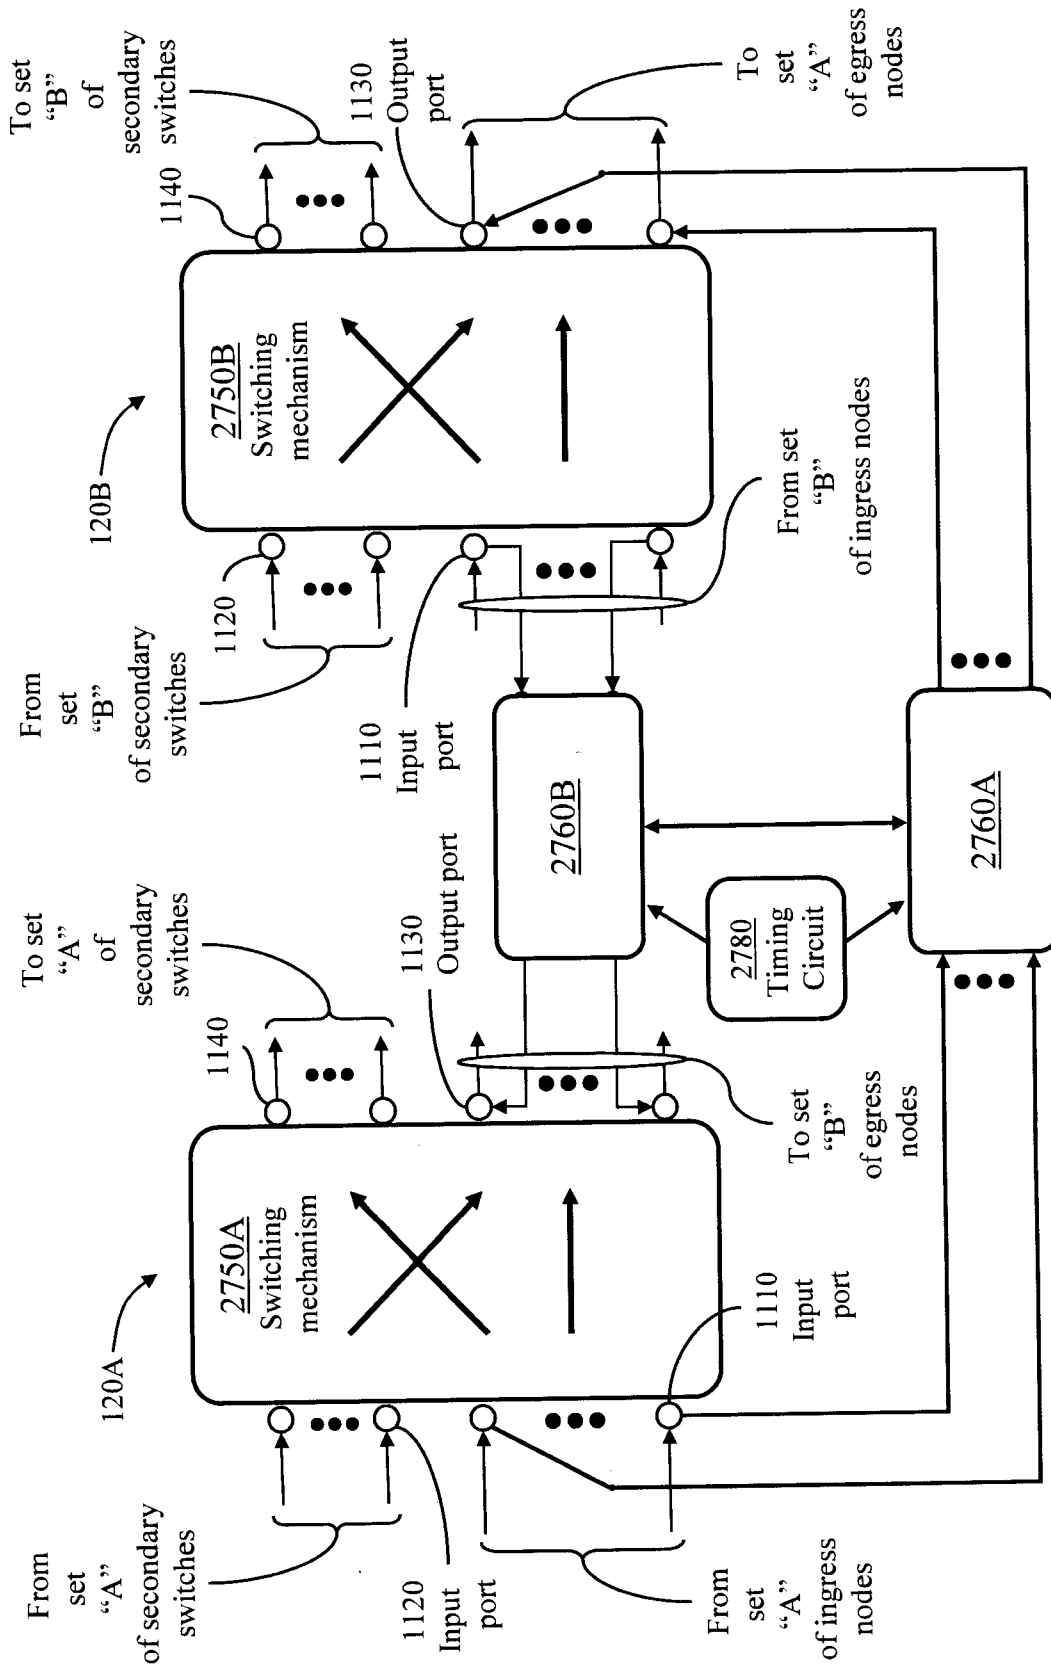 From
set
“A”
of secondary
switches
1120
Input
port
From
set
“A”
of ingress
nodes
120A
2750A
Switching
mechanism
1110
Input
port
1140
To set
“A”
of
secondary
switches
1130
Output port
To set
“B”
of egress
nodes
2780
Timing
Circuit
2760B
2760A
From
set
“B”
of secondary
switches
1120
1110
Input
port
From set
“B”
of ingress nodes
120B
2750B
Switching
mechanism
1140
To set
“B”
of
secondary
switches
1130
Output
port
To
set
“A”
of egress
nodes